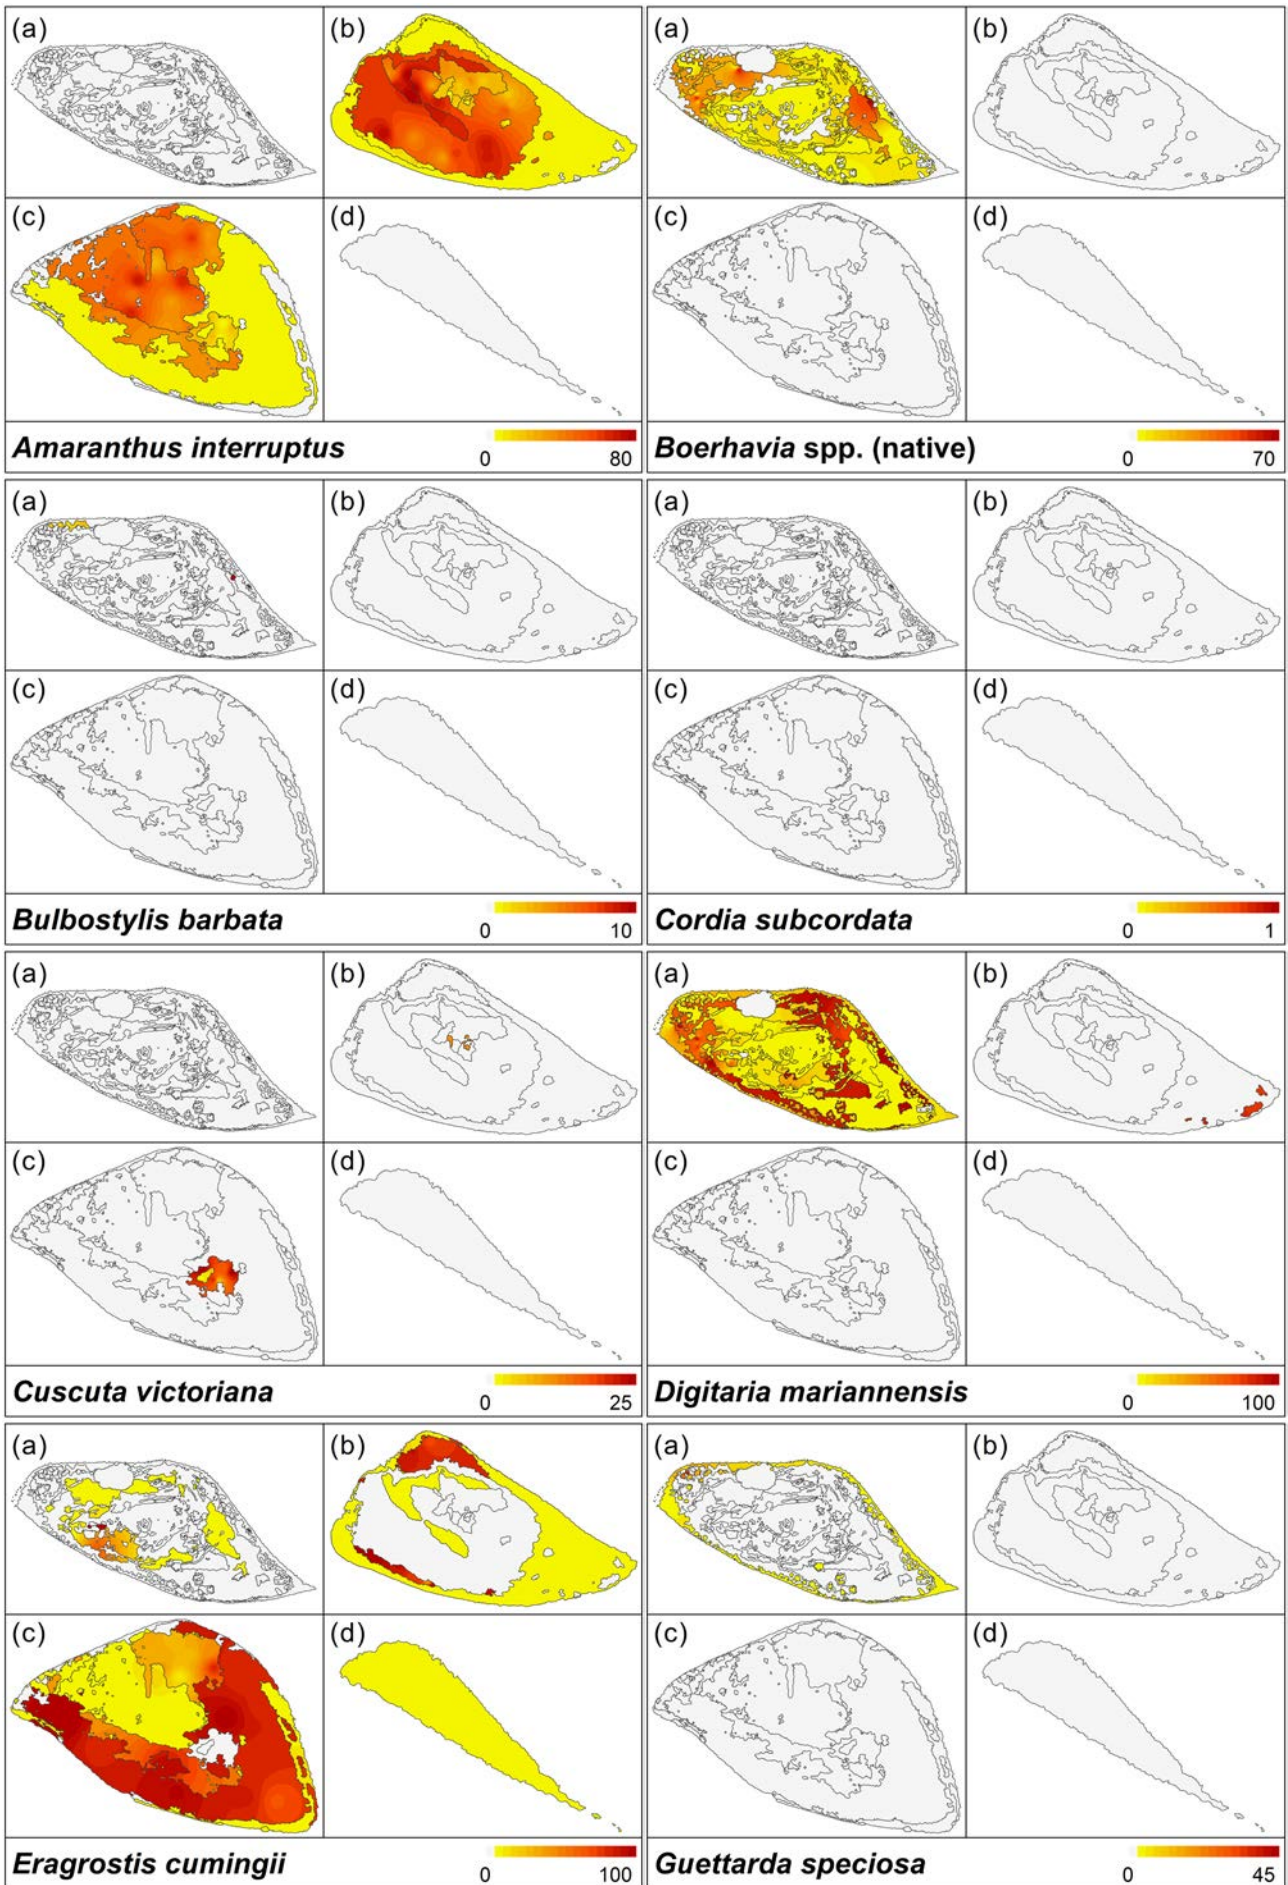 (a) (b) (a) (b)
(c) (d) (c) (d)
Amaranthus interruptus 0 80 Boerhavia spp. (native) 0 70
(a) (b) (a) (b)
(c) (d) (c) (d)
Bulbostylis barbata 0 10 Cordia subcordata 0 1
(a) (b) (a) (b)
(c) (d) (c) (d)
Cuscuta victoriana 0 25 Digitaria mariannensis 0 100
(a) (b) (a) (b)
(c) (d) (c) (d)
Eragrostis cumingii 0 100 Guettarda speciosa 0 45